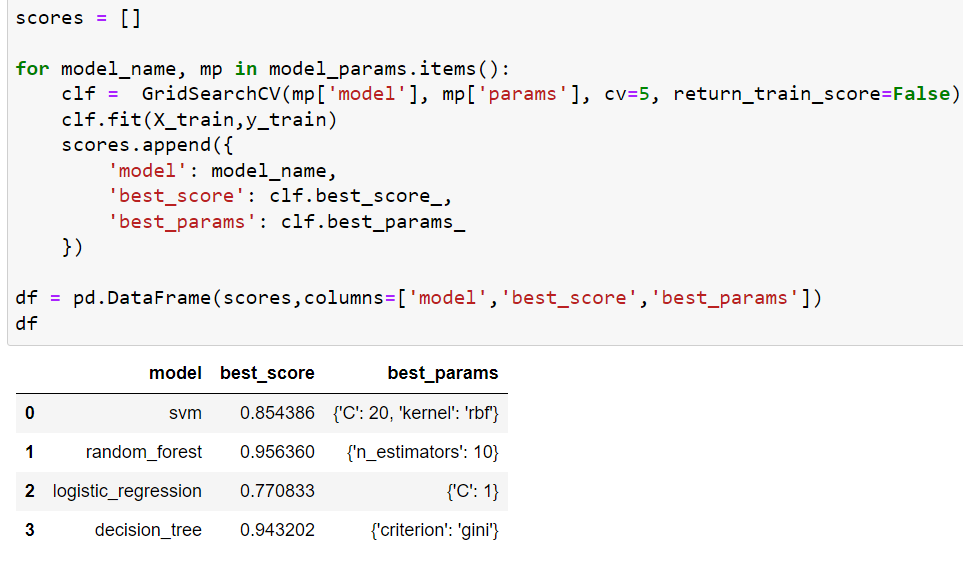 scores = []
for model_name, mp in model_params.items():
    clf =  GridSearchCV(mp['model'], mp['params'], cv=5, return_train_score=False)
    clf.fit(X_train,y_train)
    scores.append({
        'model': model_name,
        'best_score': clf.best_score_,
        'best_params': clf.best_params_
    })
df = pd.DataFrame(scores,columns=['model','best_score','best_params'])
df
model best_score best_params
0 svm 0.854386 {'C': 20, 'kernel': 'rbf'}
1 random_forest 0.956360 {'n_estimators': 10}
2 logistic_regression 0.770833 {'C': 1}
3 decision_tree 0.943202 {'criterion': 'gini'}